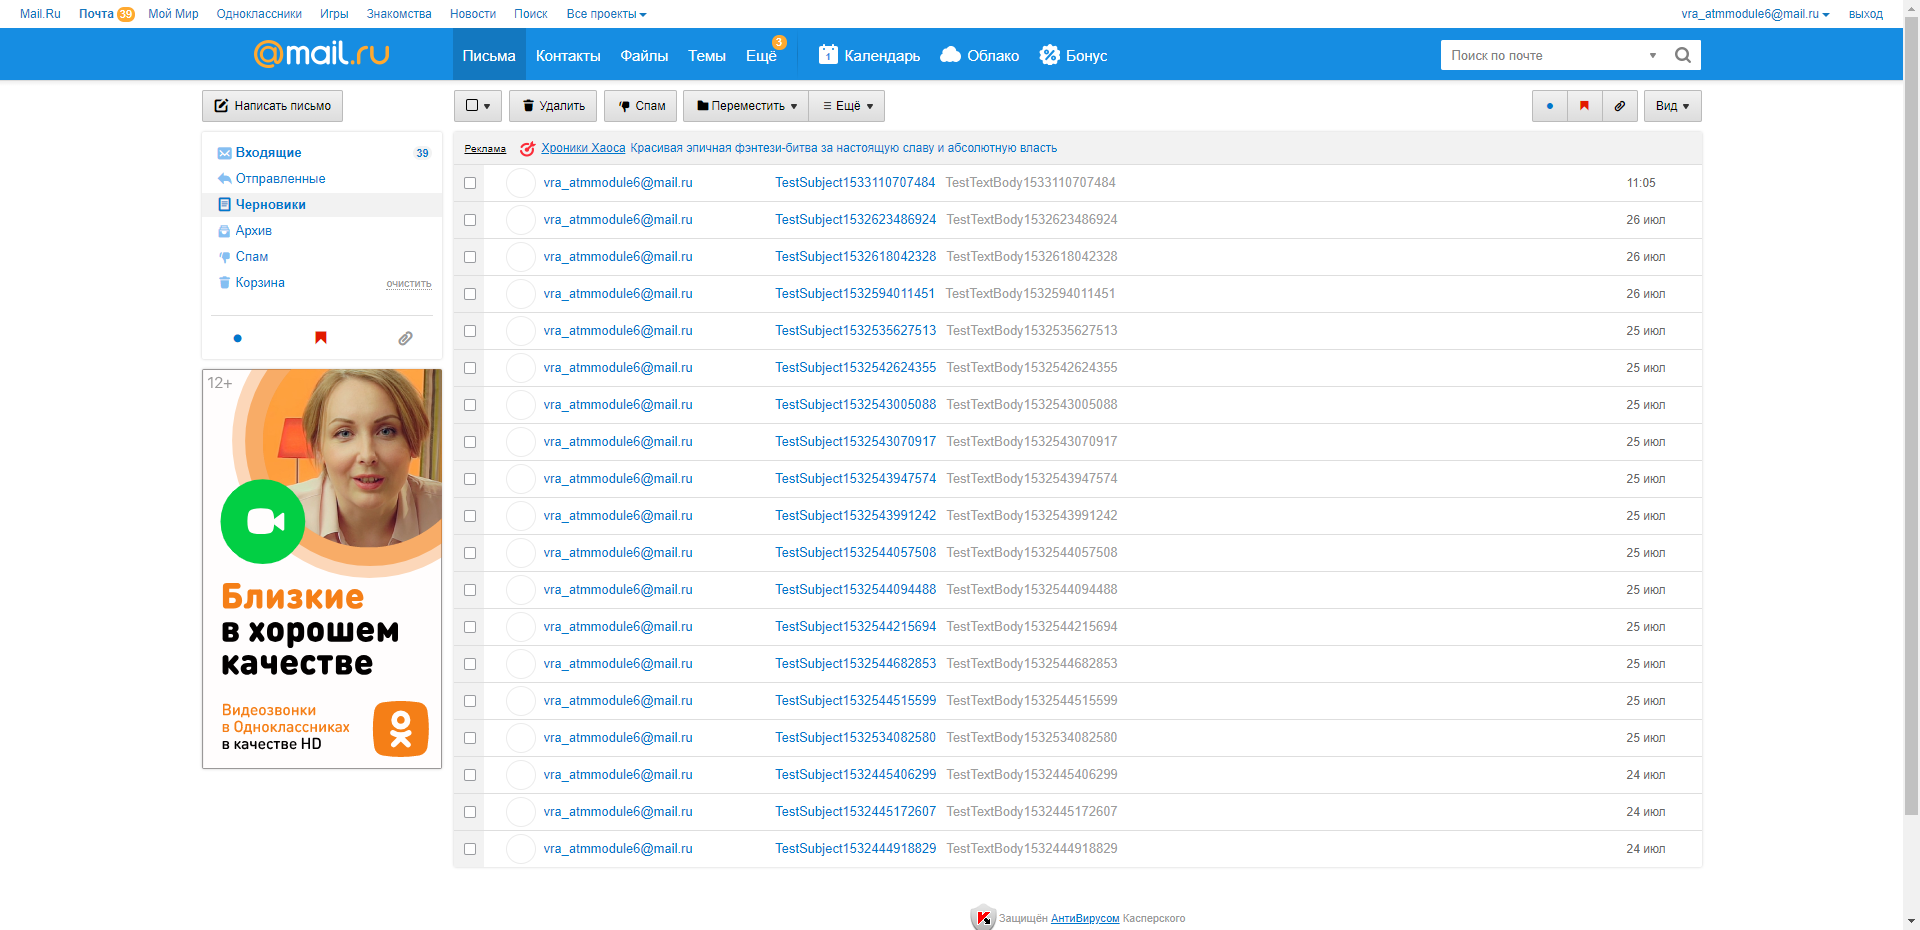 Mail.Ru Почта 39 Мой Мир Одноклассники Игры Знакомства Новости Поиск Все проекты vra_atmmodule6@mail.ru выход
@mail.ru Письма Контакты Файлы Темы Ещё 3 1 Календарь Облако Бонус Поиск по почте
Написать письмо Удалить Спам Переместить Ещё Вид
Входящие 39
Отправленные
Черновики
Архив
Спам
Корзина очистить
12+
Близкие
в хорошем
качестве
Видеозвонки
в Одноклассниках
в качестве HD
Реклама Хроники Хаоса Красивая эпичная фэнтези-битва за настоящую славу и абсолютную власть
vra_atmmodule6@mail.ru TestSubject1533110707484 TestTextBody1533110707484 11:05
vra_atmmodule6@mail.ru TestSubject1532623486924 TestTextBody1532623486924 26 июл
vra_atmmodule6@mail.ru TestSubject1532618042328 TestTextBody1532618042328 26 июл
vra_atmmodule6@mail.ru TestSubject1532594011451 TestTextBody1532594011451 26 июл
vra_atmmodule6@mail.ru TestSubject1532535627513 TestTextBody1532535627513 25 июл
vra_atmmodule6@mail.ru TestSubject1532542624355 TestTextBody1532542624355 25 июл
vra_atmmodule6@mail.ru TestSubject1532543005088 TestTextBody1532543005088 25 июл
vra_atmmodule6@mail.ru TestSubject1532543070917 TestTextBody1532543070917 25 июл
vra_atmmodule6@mail.ru TestSubject1532543947574 TestTextBody1532543947574 25 июл
vra_atmmodule6@mail.ru TestSubject1532543991242 TestTextBody1532543991242 25 июл
vra_atmmodule6@mail.ru TestSubject1532544057508 TestTextBody1532544057508 25 июл
vra_atmmodule6@mail.ru TestSubject1532544094488 TestTextBody1532544094488 25 июл
vra_atmmodule6@mail.ru TestSubject1532544215694 TestTextBody1532544215694 25 июл
vra_atmmodule6@mail.ru TestSubject1532544682853 TestTextBody1532544682853 25 июл
vra_atmmodule6@mail.ru TestSubject1532544515599 TestTextBody1532544515599 25 июл
vra_atmmodule6@mail.ru TestSubject1532534082580 TestTextBody1532534082580 25 июл
vra_atmmodule6@mail.ru TestSubject1532445406299 TestTextBody1532445406299 24 июл
vra_atmmodule6@mail.ru TestSubject1532445172607 TestTextBody1532445172607 24 июл
vra_atmmodule6@mail.ru TestSubject1532444918829 TestTextBody1532444918829 24 июл
Защищён АнтиВирусом Касперского